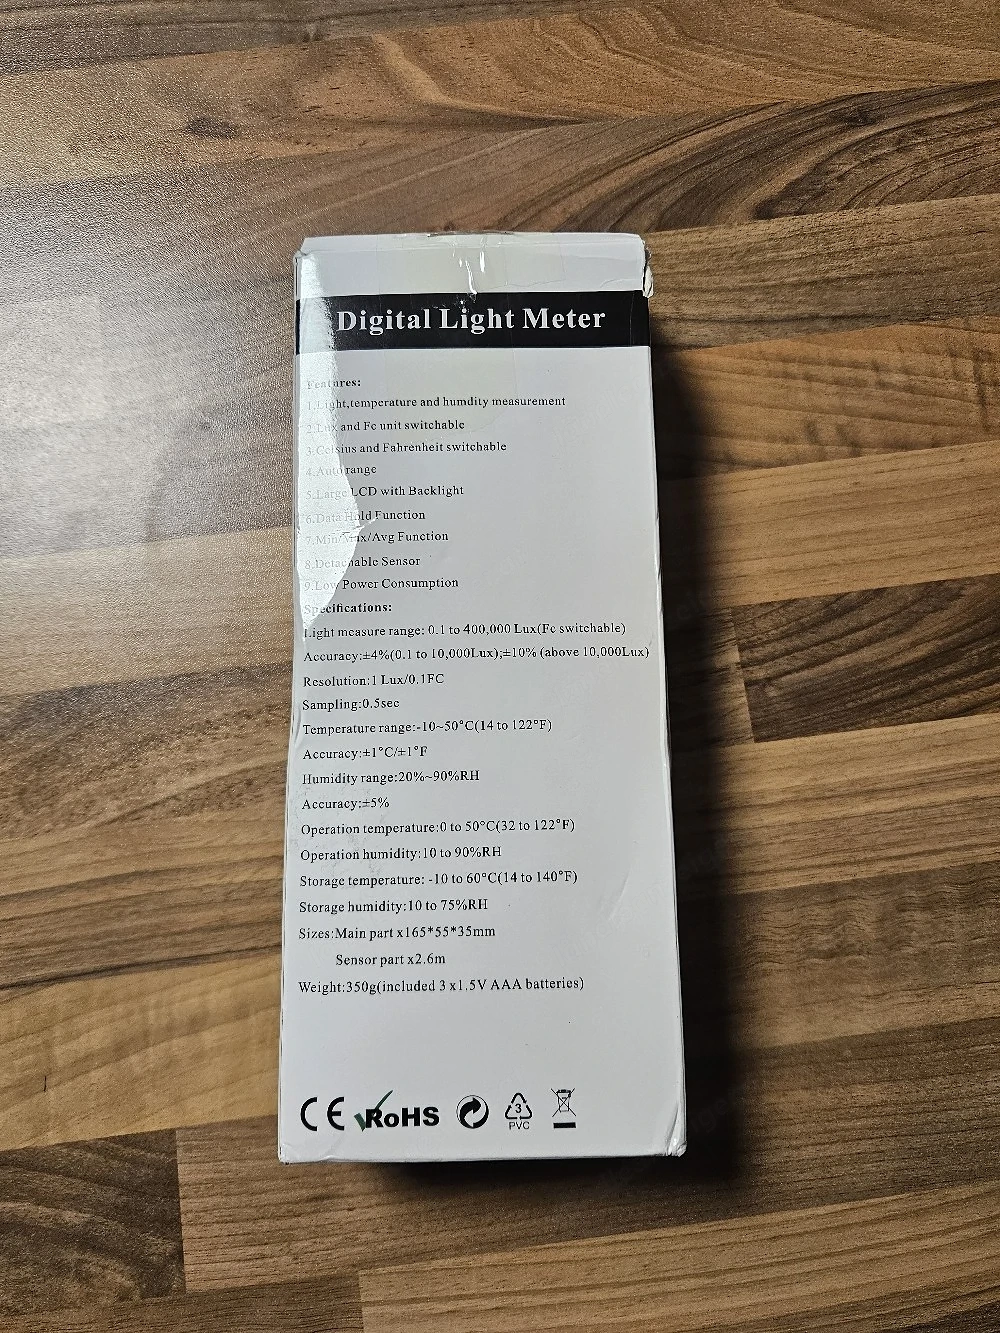 Digital Light Meter
Features:
1.Light,temperature and humdity measurement
2.Lux and Fc unit switchable
3.Celsius and Fahrenheit switchable
4.Auto range
5.Large LCD with Backlight
6.Data Hold Function
7.Min/Max/Avg Function
8.Detachable Sensor
9.Low Power Consumption
Specifications:
Light measure range: 0.1 to 400,000 Lux(Fc switchable)
Accuracy:±4%(0.1 to 10,000Lux);±10% (above 10,000Lux)
Resolution:1 Lux/0.1FC
Sampling:0.5sec
Temperature range:-10~50°C(14 to 122°F)
Accuracy:±1°C/±1°F
Humidity range:20%~90%RH
Accuracy:±5%
Operation temperature:0 to 50°C(32 to 122°F)
Operation humidity:10 to 90%RH
Storage temperature: -10 to 60°C(14 to 140°F)
Storage humidity:10 to 75%RH
Sizes:Main part x165*55*35mm
Sensor part x2.6m
Weight:350g(included 3 x1.5V AAA batteries)
CE RoHS 3
PVC